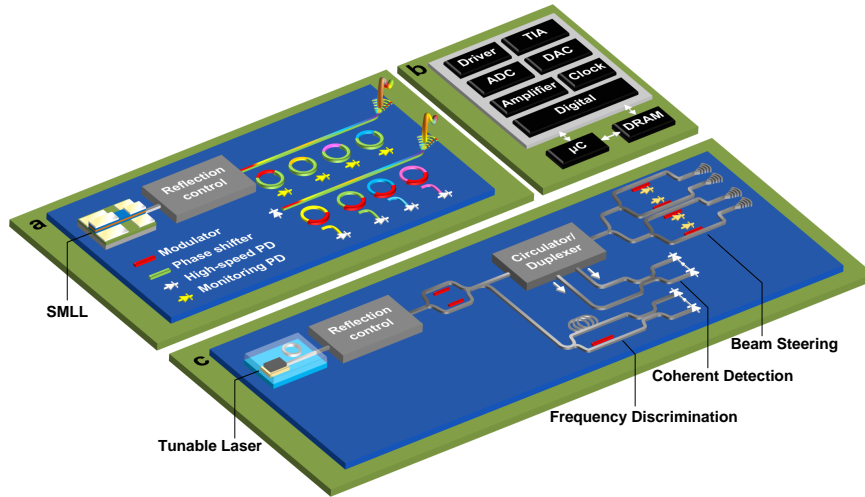 a
Reflection
control
Modulator
Phase shifter
High-speed PD
Monitoring PD
SMLL
b
Driver
TIA
ADC
DAC
Amplifier
Clock
Digital
µC
DRAM
c
Reflection
control
Circulator/
Duplexer
Beam Steering
Coherent Detection
Frequency Discrimination
Tunable Laser